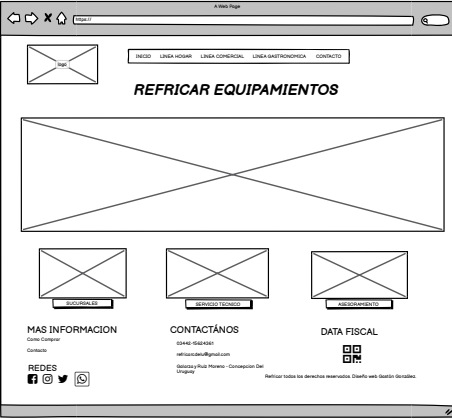 A Web Page
https://
logo
INICIO LINEA HOGAR LINEA COMERCIAL LINEA GASTRONOMICA CONTACTO
REFRICAR EQUIPAMIENTOS
SUCURSALES SERVICIO TECNICO ASESORAMIENTO
MAS INFORMACION
Como Comprar
Contacto
REDES
CONTACTÁNOS
03442-15624361
refricarcdelu@gmail.com
Galarza y Ruiz Moreno - Concepcion Del
Uruguay
DATA FISCAL
Refricar todos los derechos reservados. Diseño web Gastón González.